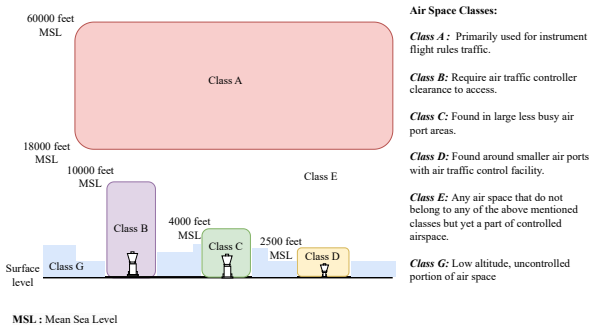 60000 feet
MSL
Class A
18000 feet
MSL
10000 feet
MSL
Class E
Class B
4000 feet
MSL
Class C
2500 feet
MSL
Class D
Class G
Surface
level
MSL : Mean Sea Level
Air Space Classes:
Class A : Primarily used for instrument
flight rules traffic.
Class B: Require air traffic controller
clearance to access.
Class C: Found in large less busy air
port areas.
Class D: Found around smaller air ports
with air traffic control facility.
Class E: Any air space that do not
belong to any of the above mentioned
classes but yet a part of controlled
airspace.
Class G: Low altitude, uncontrolled
portion of air space